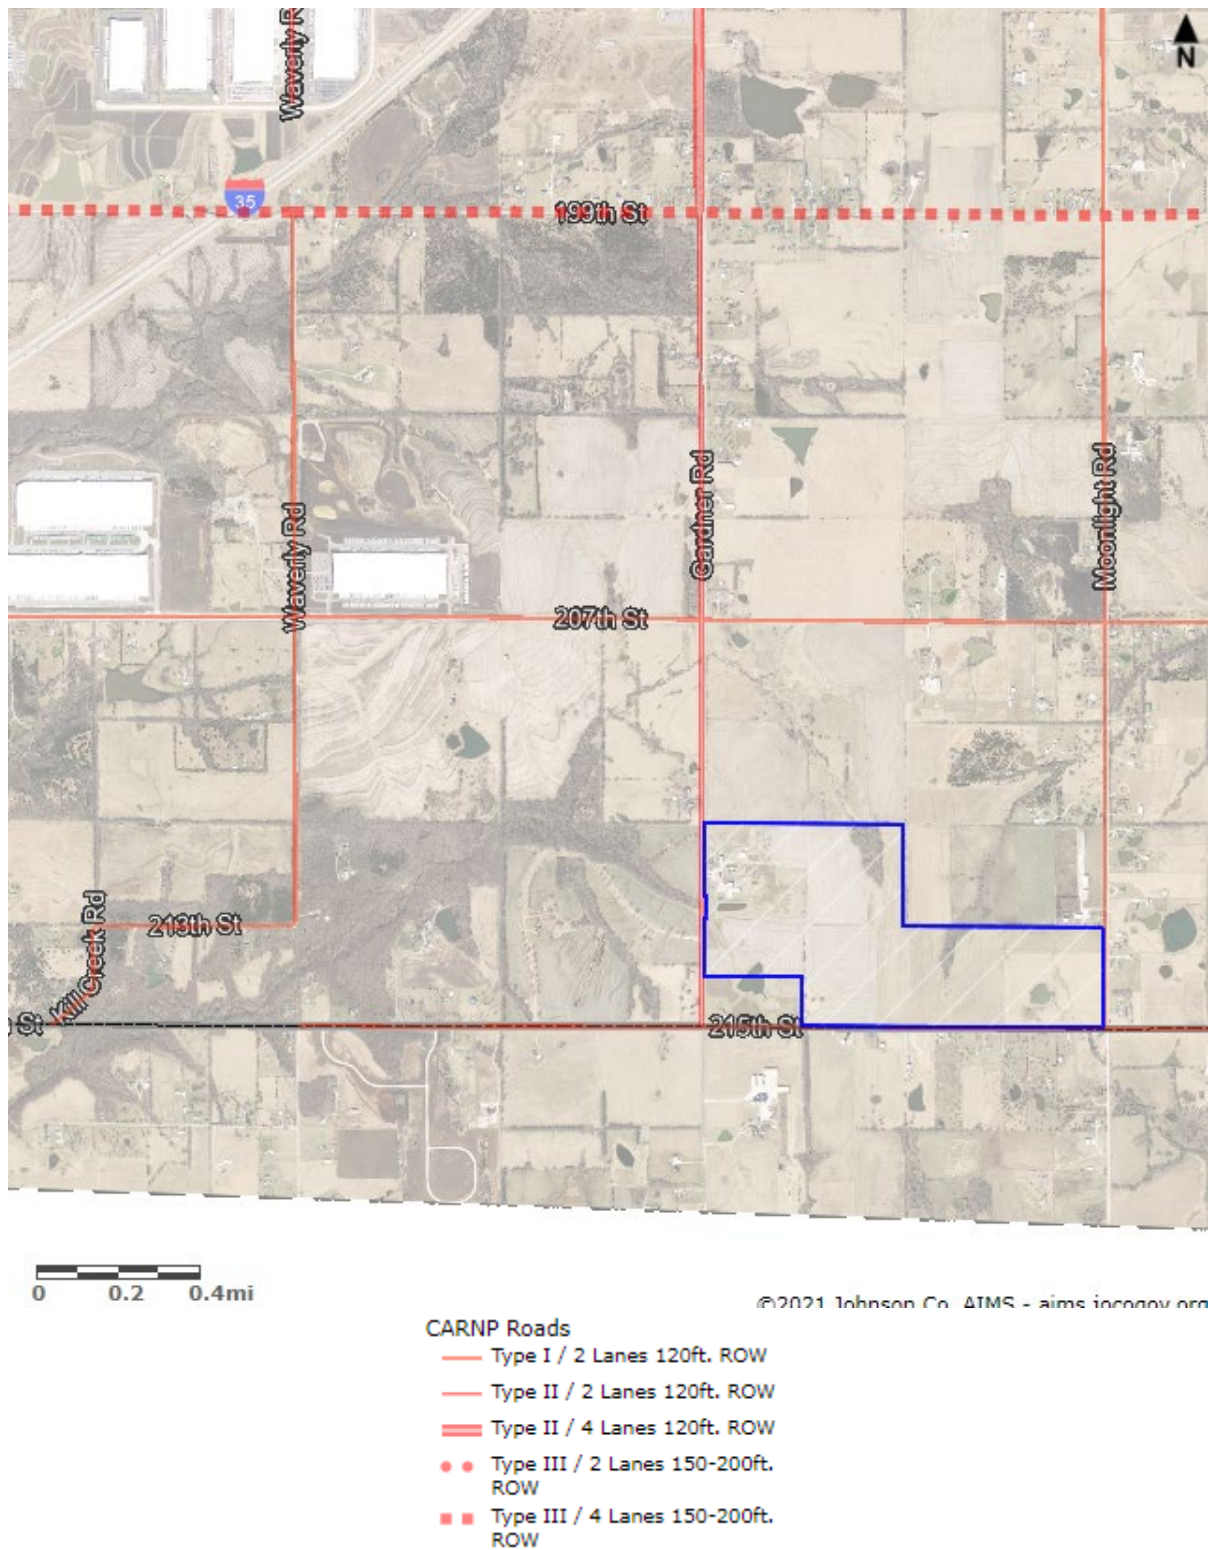 Waverly R
N
35
199th St
Gardner Rd
Moonlight Rd
Waverly Rd
207th St
Kill Creek Rd
213th St
St
215th St
0 0.2 0.4mi
©2021 Johnson Co. AIMS - aims.jocogov.org
CARNP Roads
Type I / 2 Lanes 120ft. ROW
Type II / 2 Lanes 120ft. ROW
Type II / 4 Lanes 120ft. ROW
Type III / 2 Lanes 150-200ft.
ROW
Type III / 4 Lanes 150-200ft.
ROW